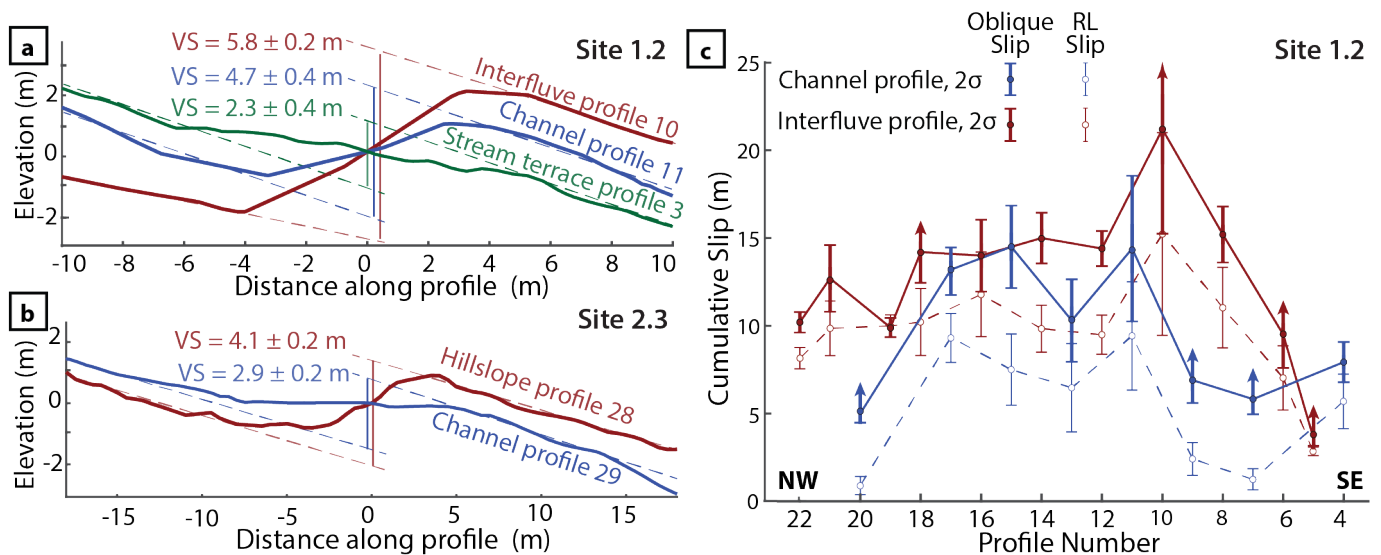 a
Site 1.2
VS = 5.8 ± 0.2 m
VS = 4.7 ± 0.4 m
VS = 2.3 ± 0.4 m
Interfluve profile 10
Channel profile 11
Stream terrace profile 3
Elevation (m)
2
0
-2
-10 -8 -6 -4 -2 0 2 4 6 8 10
Distance along profile (m)
b
Site 2.3
VS = 4.1 ± 0.2 m
VS = 2.9 ± 0.2 m
Hillslope profile 28
Channel profile 29
Elevation (m)
2
0
-2
-15 -10 -5 0 5 10 15
Distance along profile (m)
c
Site 1.2
Oblique
Slip
RL
Slip
Channel profile, 2σ
Interfluve profile, 2σ
Cumulative Slip (m)
25
20
15
10
5
0
NW
SE
22 20 18 16 14 12 10 8 6 4
Profile Number